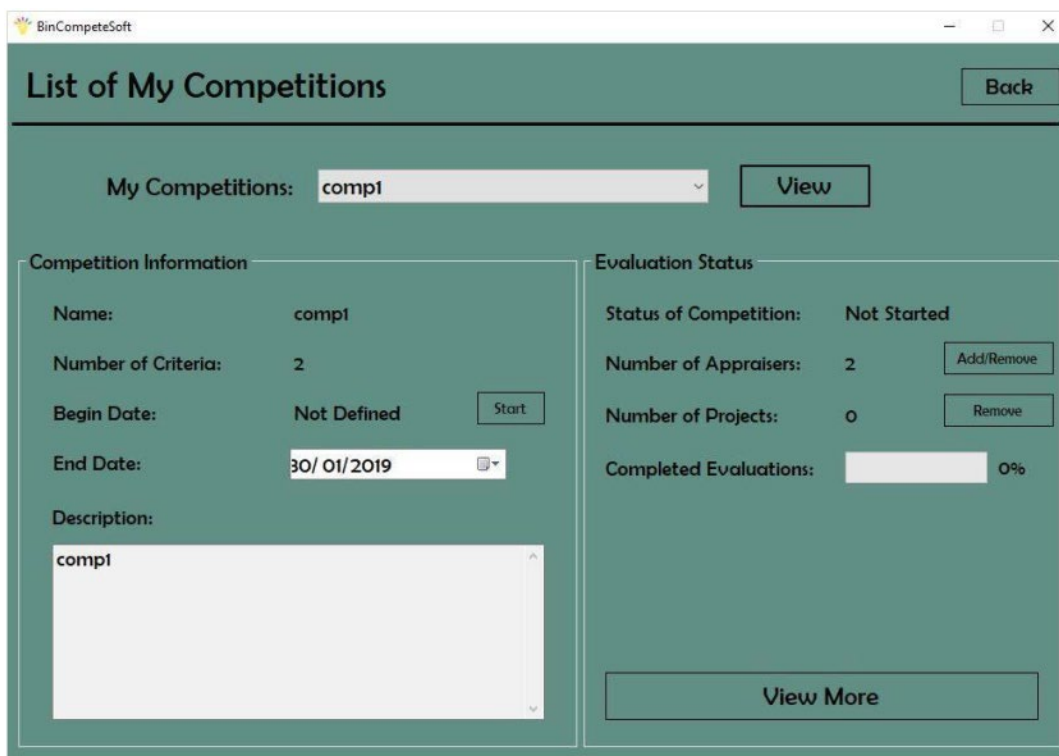 BinCompeteSoft
List of My Competitions
Back
My Competitions:
comp1
View
Competition Information
Name:
comp1
Number of Criteria:
2
Begin Date:
Not Defined
Start
End Date:
30/ 01/2019
Description:
comp1
Evaluation Status
Status of Competition:
Not Started
Number of Appraisers:
2
Add/Remove
Number of Projects:
0
Remove
Completed Evaluations:
0%
View More